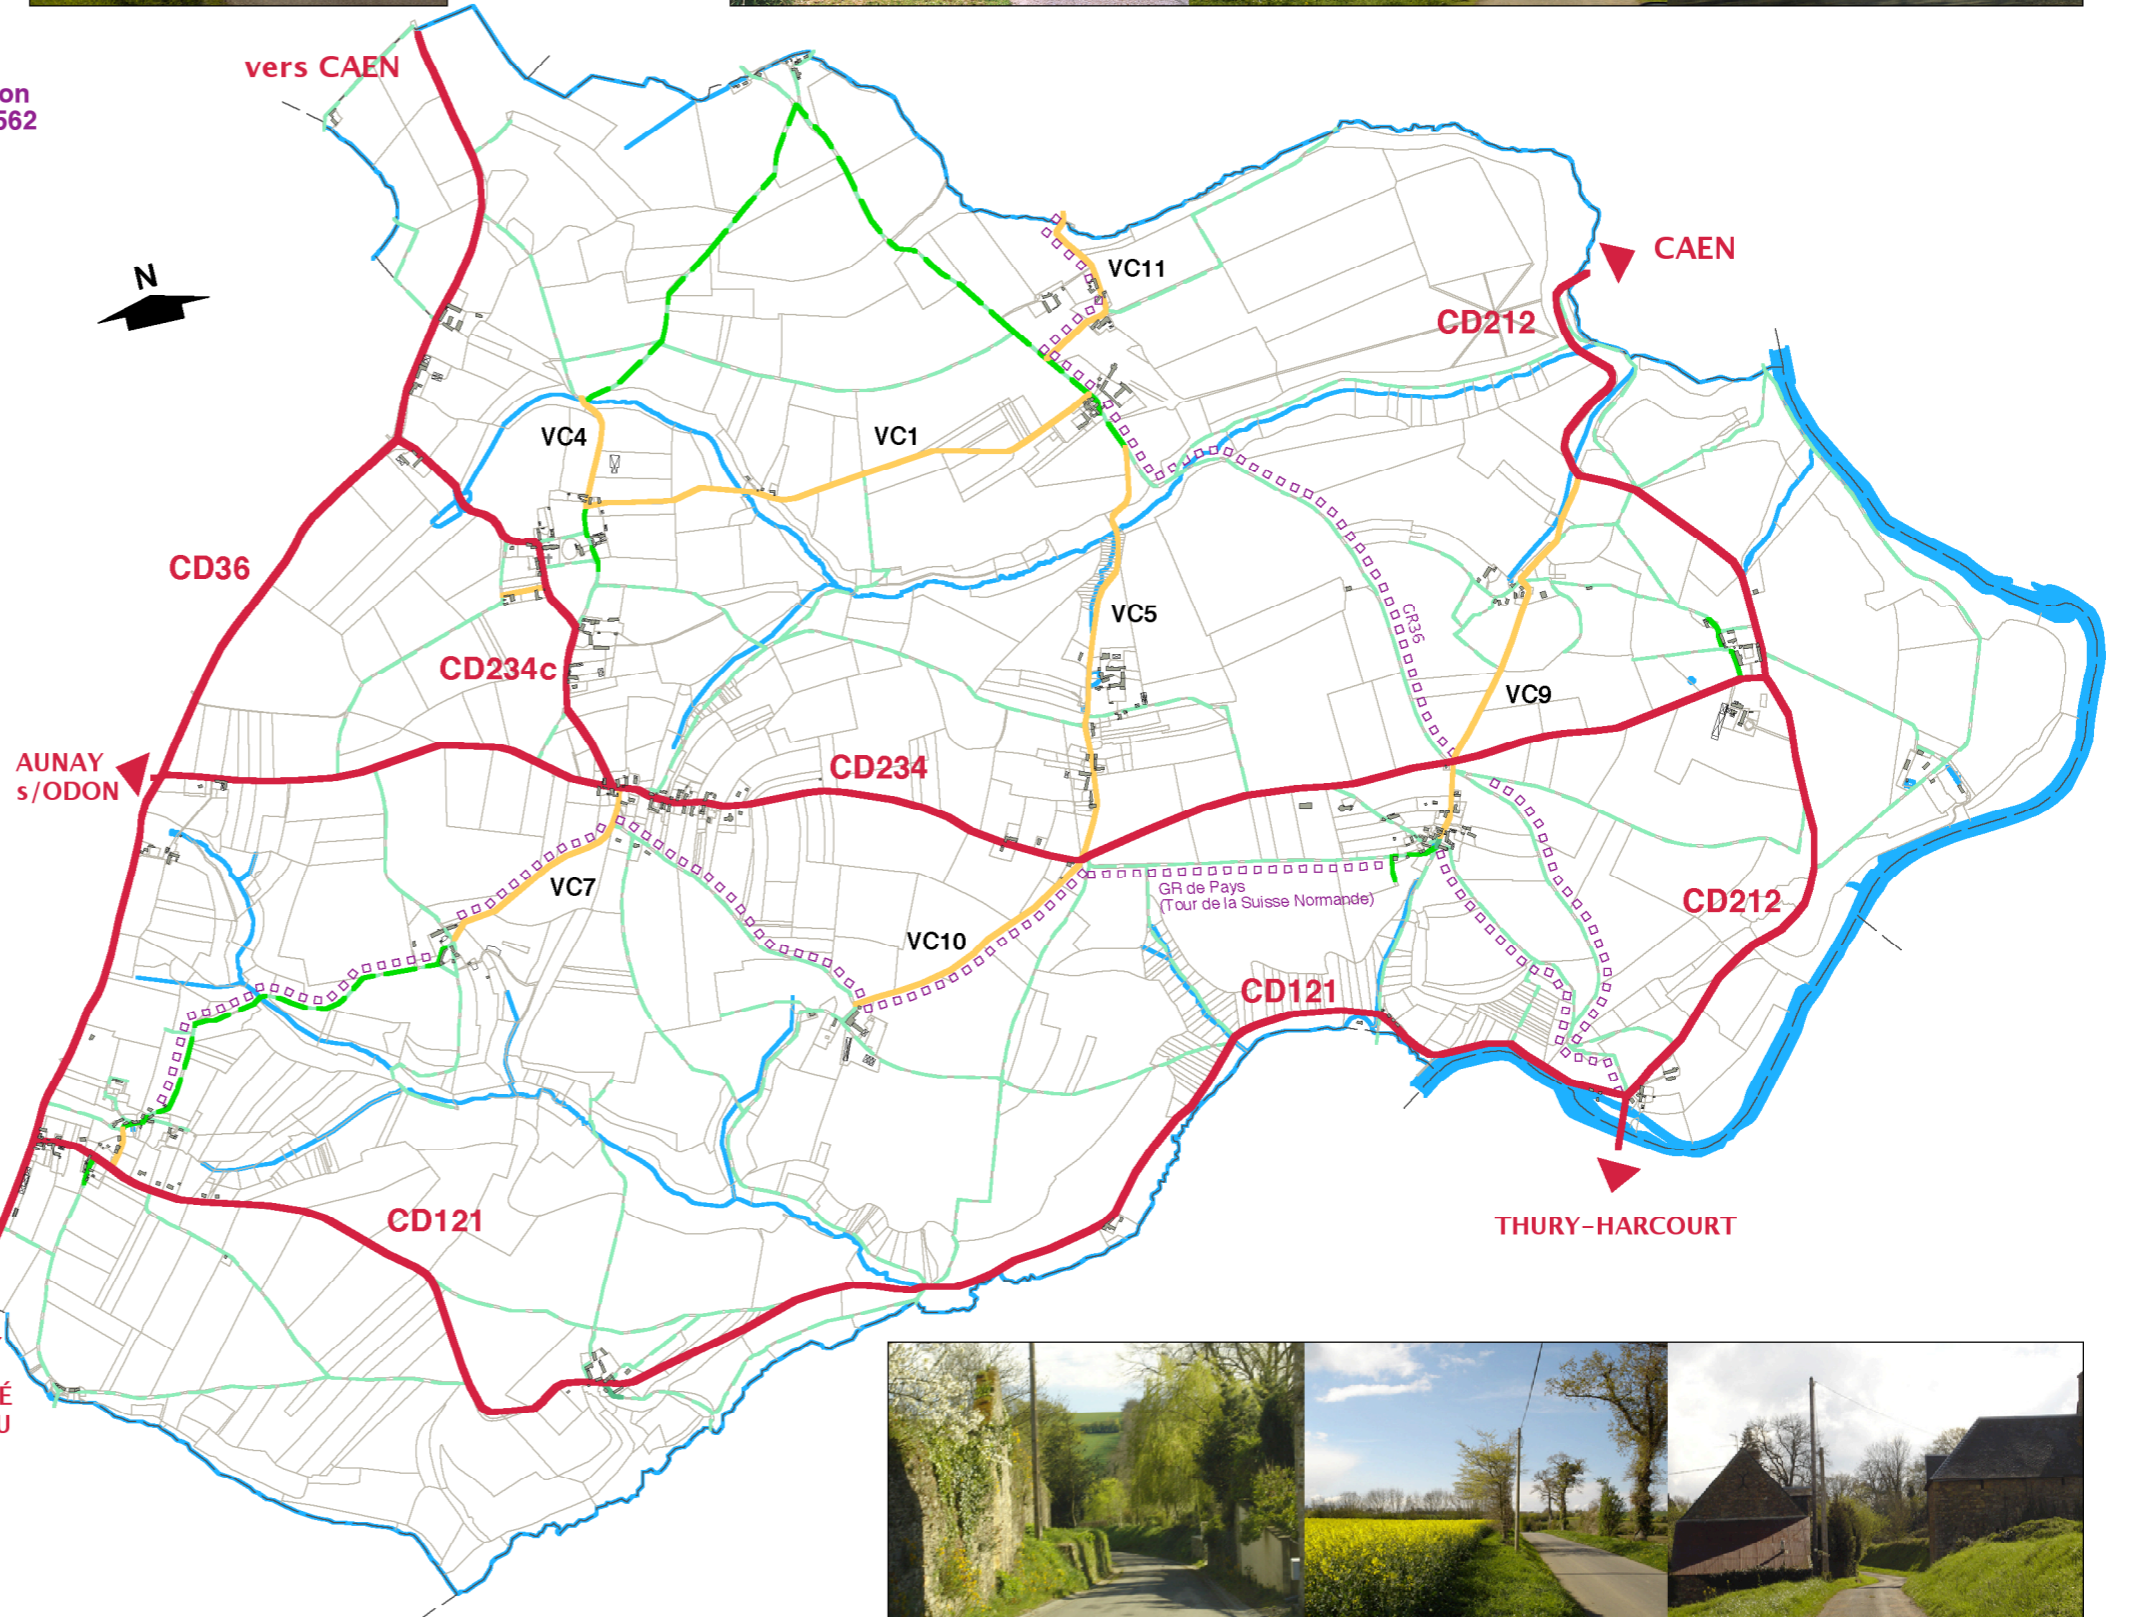 vers CAEN
on
562
N
VC11
CAEN
CD212
VC4
VC1
CD36
VC5
GR36
CD234c
VC9
AUNAY
s/ODON
CD234
VC7
GR de Pays
(Tour de la Suisse Normande)
CD212
VC10
CD121
CD121
THURY-HARCOURT
É
U